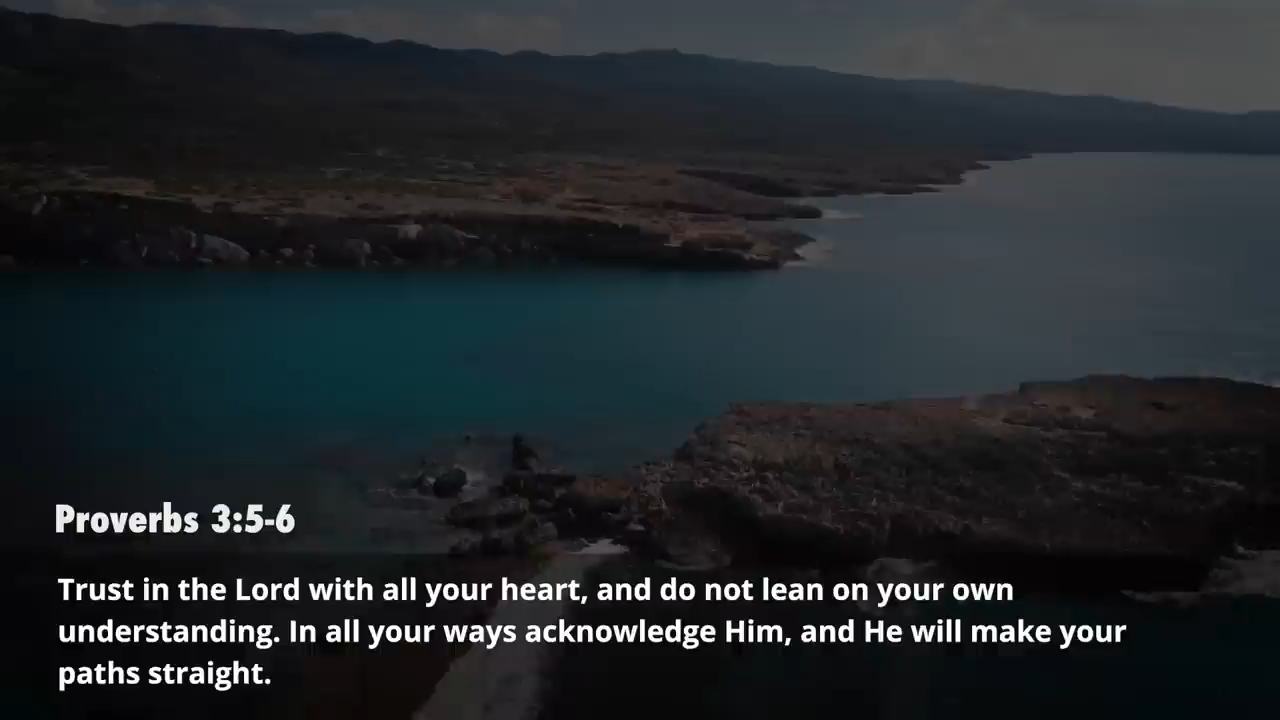 Proverbs 3:5-6
Trust in the Lord with all your heart, and do not lean on your own
understanding. In all your ways acknowledge Him, and He will make your
paths straight.